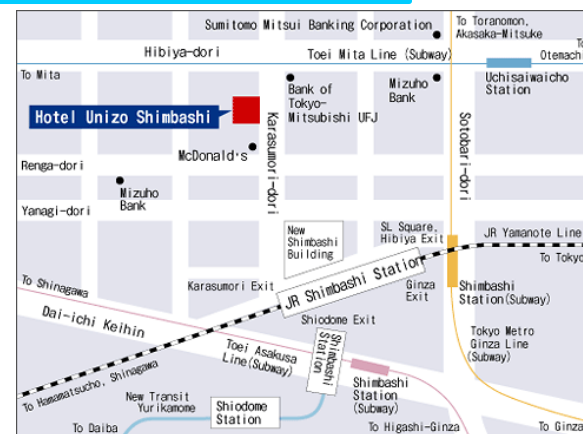 Sumitomo Mitsui Banking Corporation
To Toranomon,
Akasaka-Mitsuke
Hibiya-dori
Toei Mita Line (Subway)
To
Otemach
To Mita
Bank of
Tokyo-
Mitsubishi UFJ
Mizuho
Bank
Uchisaiwaicho
Station
Hotel Unizo Shimbashi
Karasumori-dori
Sotobori-dori
McDonald's
Renga-dori
Mizuho
Bank
Yanagi-dori
New
Shimbashi
Building
SL Square,
Hibiya Exit
JR Yamanote Line
To Tokyo
JR Shimbashi Station
To Shinagawa
Karasumori Exit
Ginza
Exit
Shimbashi
Station(Subway)
Dai-ichi Keihin
Shiodome Exit
Toei Asakusa
Line(Subway)
Shimbashi
Station
Tokyo Metro
Ginza Line
(Subway)
Shimbashi
Station
(Subway)
To Hamamatsucho, Shinagawa
New Transit
Yurikamome
Shiodome
Station
To Daiba
To Higashi-Ginza
To Ginza